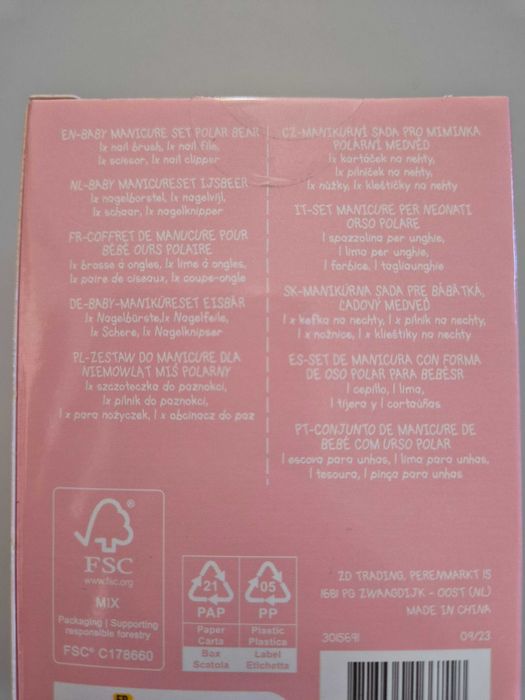 EN-BABY MANICURE SET POLAR BEAR
1x nail brush, 1x nail file,
1x scissor, 1x nail clipper
NL-BABY MANICURESET IJSBEER
1x nagelborstel, 1x nagelvijl,
1x schaar, 1x nagelknipper
FR-COFFRET DE MANUCURE POUR
BÉBÉ OURS POLAIRE
1x brosse à ongles, 1x lime à ongles,
1x paire de ciseaux, 1x coupe-ongle
DE-BABY-MANIKÜRESET EISBÄR
1x Nagelbürste,1x Nagelfeile,
1x Schere, 1x Nagelknipser
PL-ZESTAW DO MANICURE DLA
NIEMOWLĄT MIŚ POLARNY
1x szczoteczka do paznokci,
1x pilnik do paznokci,
1 x para nożyczek, 1 x obcinacz do paz
CZ-MANIKÚRNÍ SADA PRO MIMINKA
POLÁRNÍ MEDVĚD
1x kartáček na nehty,
1x pilníček na nehty,
1x nůžky, 1x kleštičky na nehty
IT-SET MANICURE PER NEONATI
ORSO POLARE
1 spazzolina per unghie,
1 lima per unghie,
1 forbice, 1 tagliaunghie
SK-MANIKÚRNA SADA PRE BÁBÄTKÁ,
ĽADOVÝ MEDVEĎ
1 x kefka na nechty, 1 x pilník na nechty,
1 x nožnice, 1 x klieštiky na nechty
ES-SET DE MANICURA CON FORMA
DE OSO POLAR PARA BEBÉSR
1 cepillo, 1 lima,
1 tijera y 1 cortaúñas
PT-CONJUNTO DE MANICURE DE
BEBÉ COM URSO POLAR
1 escova para unhas, 1 lima para unhas,
1 tesoura, 1 pinça para unhas
FSC
www.fsc.org
MIX
Packaging | Supporting
responsible forestry
FSC® C178660
21
PAP
Paper
Carta
Box
Scatola
05
PP
Plastic
Plastica
Label
Etichetta
2D TRADING, PERENMARKT 15
1681 PG ZWAAGDIJK - OOST (NL)
MADE IN CHINA
3015691 09/23